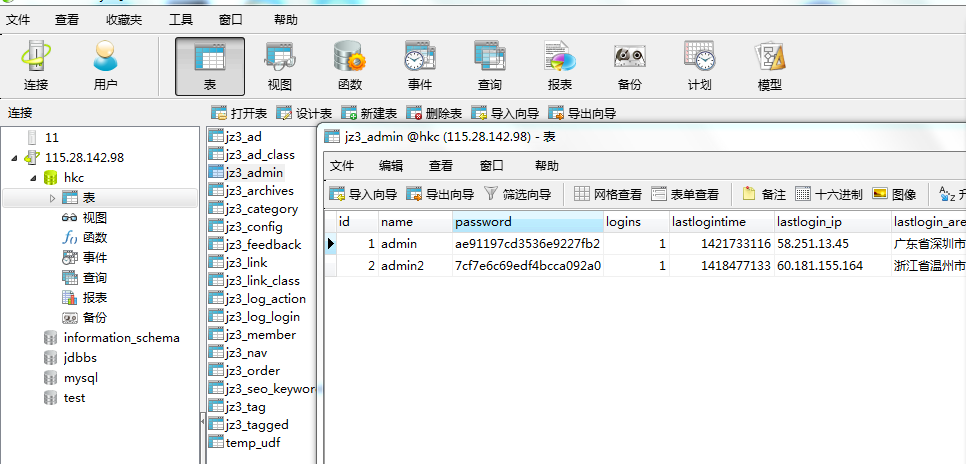 文件 查看 收藏夹 工具 窗口 帮助
连接 用户 表 视图 函数 事件 查询 报表 备份 计划 模型
连接
打开表 设计表 新建表 删除表 导入向导 导出向导
11
115.28.142.98
hkc
表
视图
函数
事件
查询
报表
备份
information_schema
jdbbs
mysql
test
jz3_ad
jz3_ad_class
jz3_admin
jz3_archives
jz3_category
jz3_config
jz3_feedback
jz3_link
jz3_link_class
jz3_log_action
jz3_log_login
jz3_member
jz3_nav
jz3_order
jz3_seo_keywor
jz3_tag
jz3_tagged
temp_udf
jz3_admin @hkc (115.28.142.98) - 表
文件 编辑 查看 窗口 帮助
导入向导 导出向导 筛选向导 网格查看 表单查看 备注 十六进制 图像 升
id name password logins lastlogintime lastlogin_ip lastlogin_are
1 admin ae91197cd3536e9227fb2 1 1421733116 58.251.13.45 广东省深圳市
2 admin2 7cf7e6c69edf4bcca092a0 1 1418477133 60.181.155.164 浙江省温州市